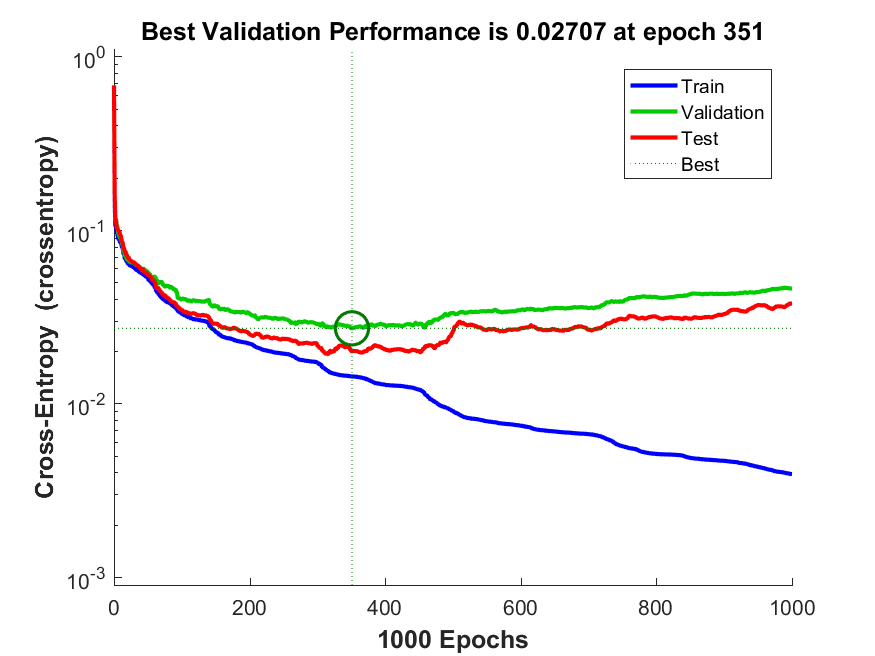 Best Validation Performance is 0.02707 at epoch 351
10^0
10^-1
10^-2
10^-3
Cross-Entropy (crossentropy)
Train
Validation
Test
Best
0
200
400
600
800
1000
1000 Epochs